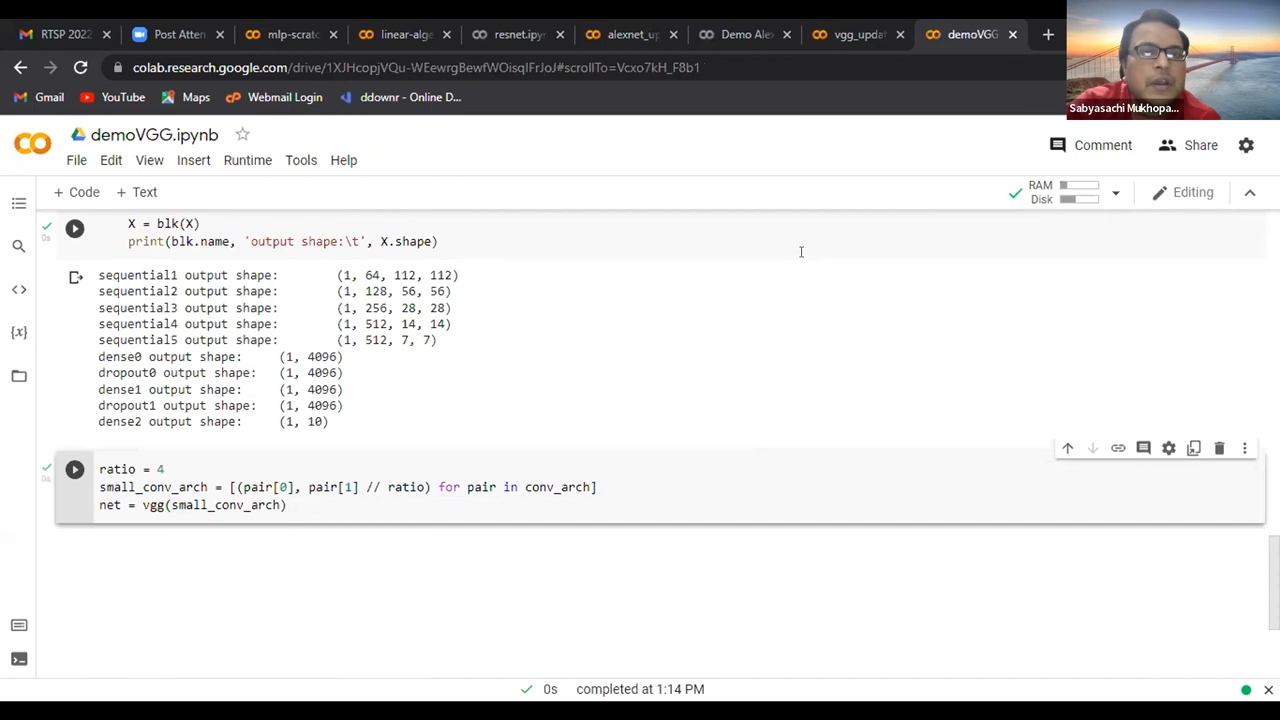 RTSP 2022
Post Atten
mlp-scratc
linear-alge
resnet.ipyn
alexnet_up
Demo Alex
vgg_updat
demoVGG
colab.research.google.com/drive/1XJHcopjVQu-WEewrgBewfWOisqIFrJoJ#scrollTo=Vcxo7kH_F8b1
Gmail
YouTube
Maps
Webmail Login
ddownr - Online D...
Sabyasachi Mukhopa...
demoVGG.ipynb
Comment
Share
File Edit View Insert Runtime Tools Help
+ Code + Text
RAM
Disk
Editing
X = blk(X)
print(blk.name, 'output shape:\t', X.shape)
0s
sequential1 output shape: (1, 64, 112, 112)
sequential2 output shape: (1, 128, 56, 56)
sequential3 output shape: (1, 256, 28, 28)
sequential4 output shape: (1, 512, 14, 14)
sequential5 output shape: (1, 512, 7, 7)
dense0 output shape: (1, 4096)
dropout0 output shape: (1, 4096)
dense1 output shape: (1, 4096)
dropout1 output shape: (1, 4096)
dense2 output shape: (1, 10)
ratio = 4
0s
small_conv_arch = [(pair[0], pair[1] // ratio) for pair in conv_arch]
net = vgg(small_conv_arch)
0s completed at 1:14 PM